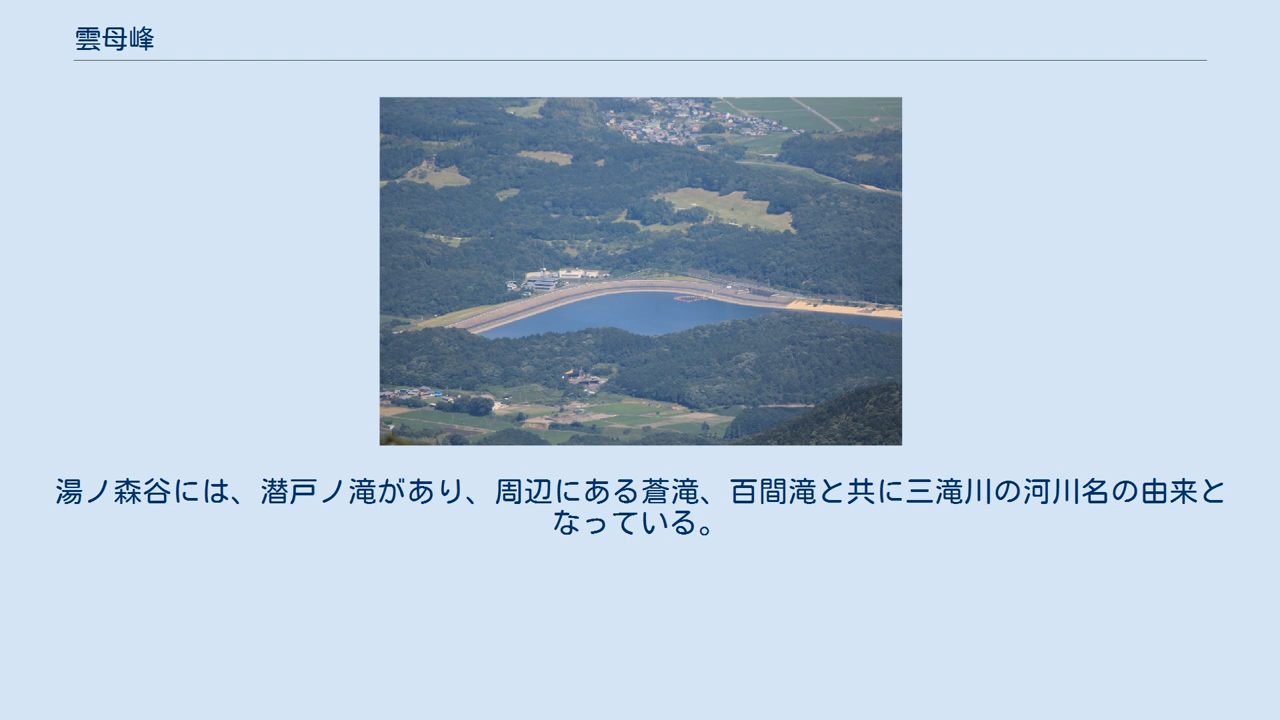 雲母峰
湯ノ森谷には、潜戸ノ滝があり、周辺にある蒼滝、百間滝と共に三滝川の河川名の由来と
なっている。